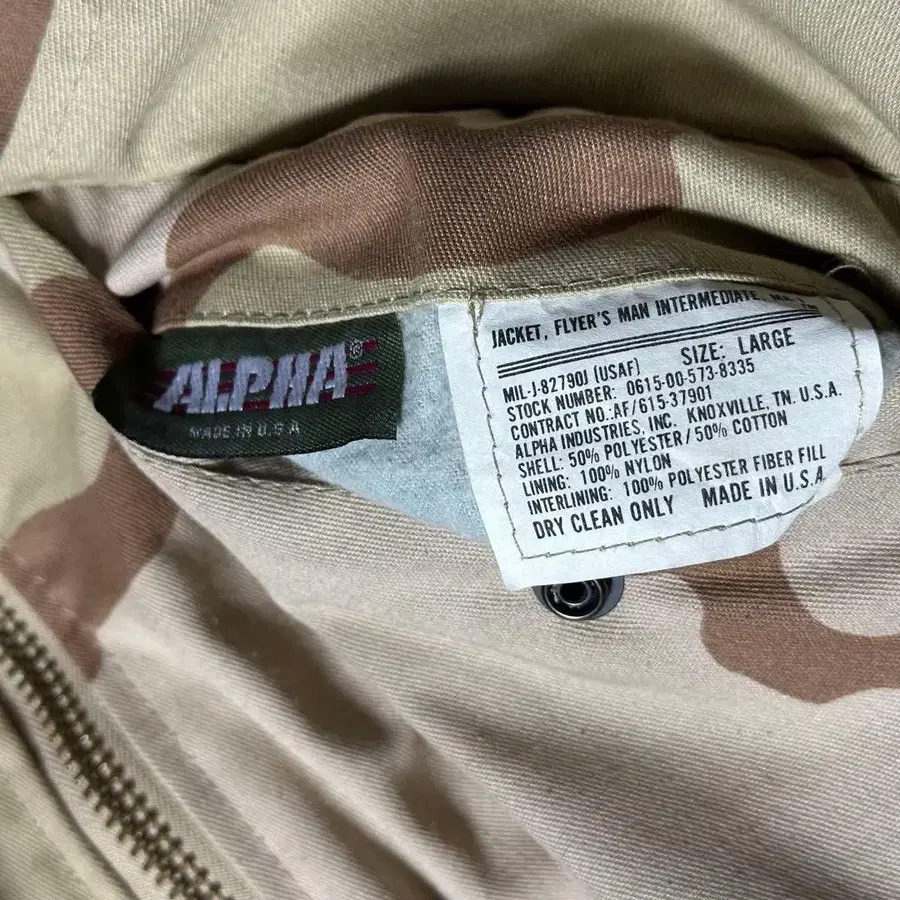 ALPHA®
MADE IN U.S.A
JACKET, FLYER'S MAN INTERMEDIATE,
SIZE: LARGE
MIL-J-82790J (USAF)
STOCK NUMBER: 0615-00-573-8335
CONTRACT NO.:AF/615-37901
ALPHA INDUSTRIES, INC. KNOXVILLE, TN. U.S.A.
SHELL: 50% POLYESTER/50% COTTON
LINING: 100% NYLON
INTERLINING: 100% POLYESTER FIBER FILL
DRY CLEAN ONLY MADE IN U.S.A